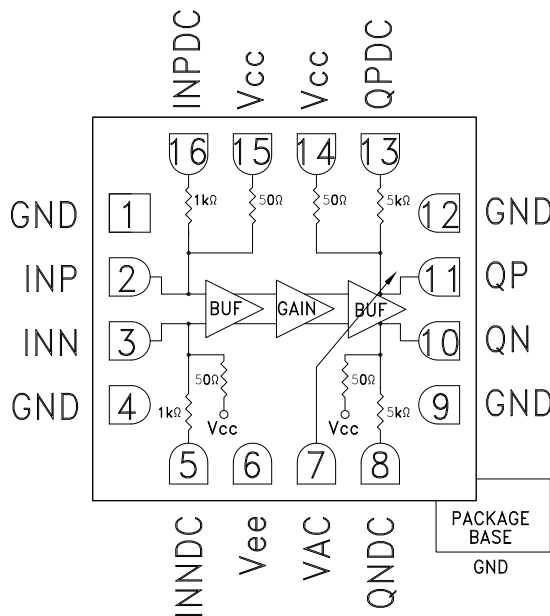 INPDC
Vcc
Vcc
QPDC
16
15
14
13
1kΩ
50Ω
50Ω
5kΩ
GND
1
12
GND
INP
2
11
QP
BUF
GAIN
BUF
INN
3
10
QN
50Ω
50Ω
GND
4
9
GND
1kΩ
Vcc
Vcc
5kΩ
5
6
7
8
INNDC
Vee
VAC
QNDC
PACKAGE
BASE
GND